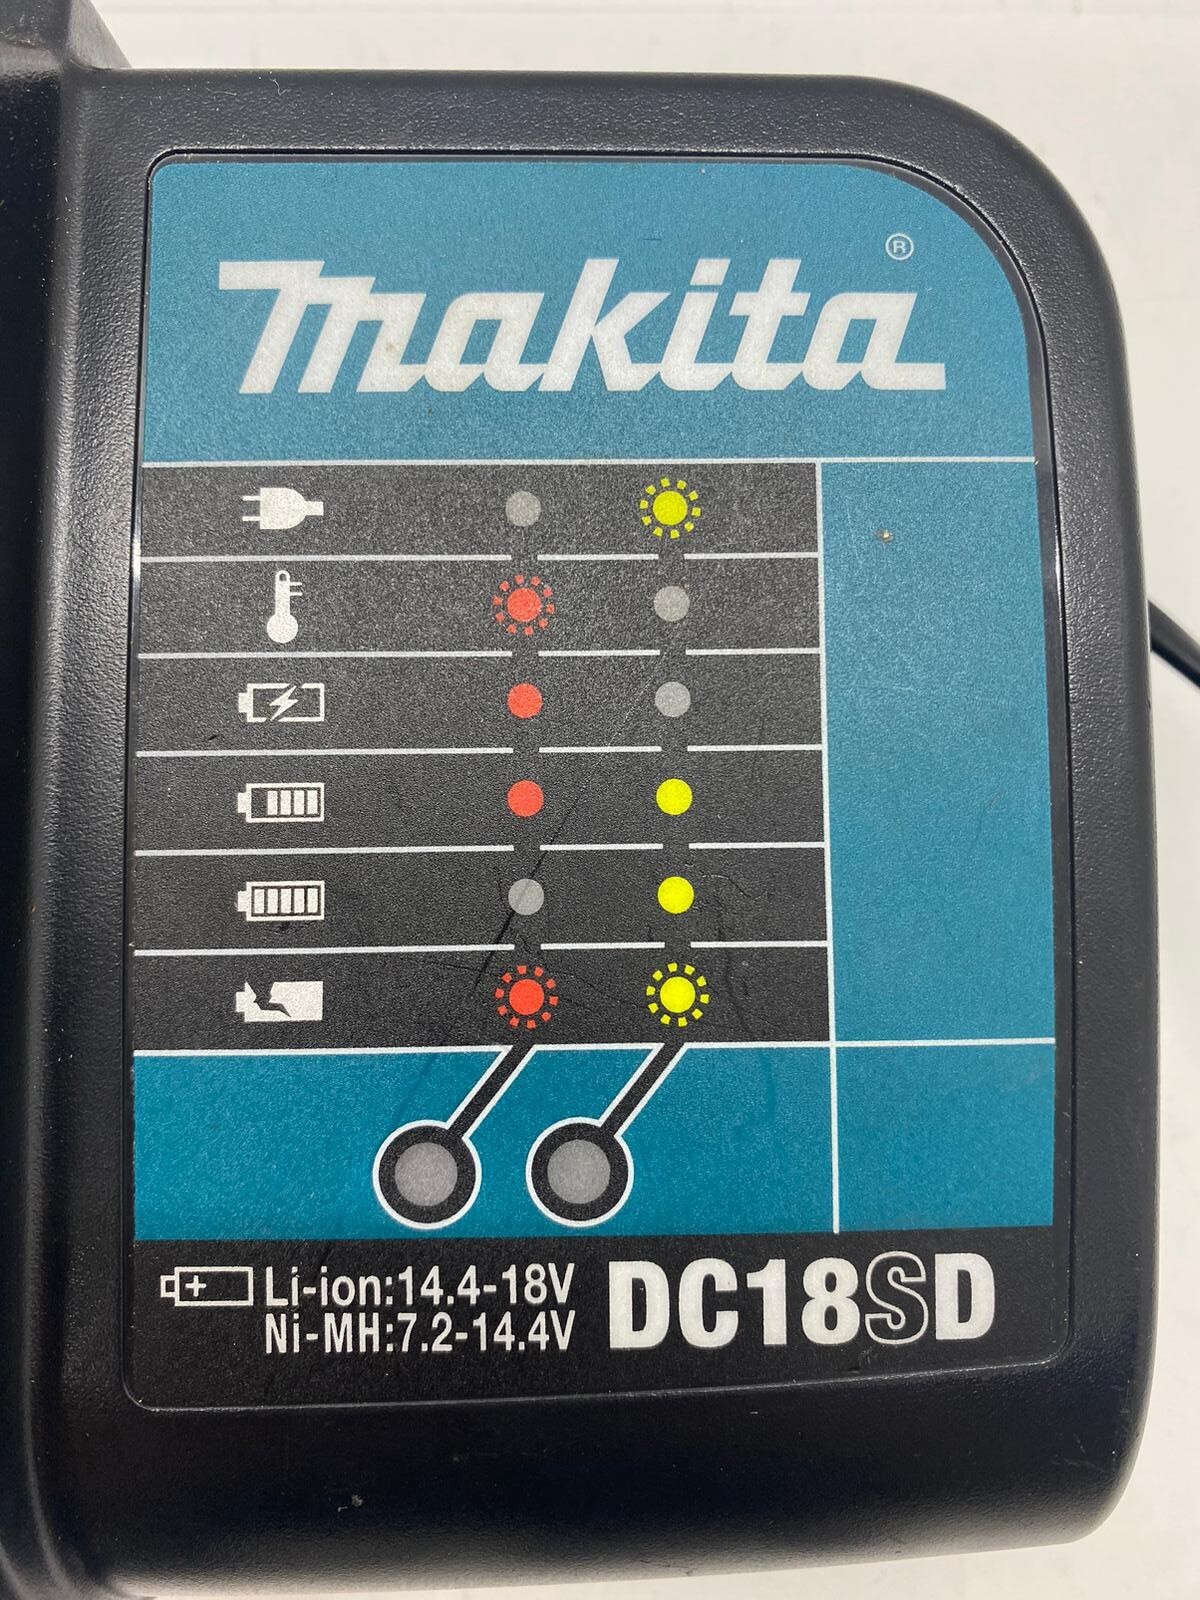 makita®
Li-ion:14.4-18V
Ni-MH:7.2-14.4V
DC18SD